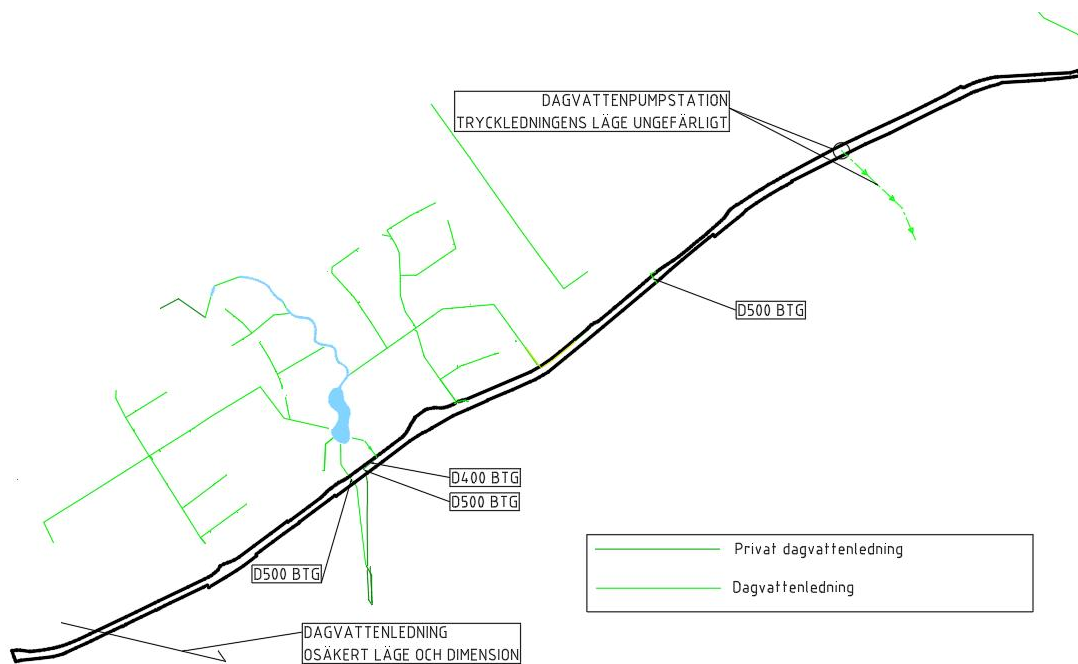 DAGVATTENPUMPSTATION
TRYCKLEDNINGENS LÄGE UNGEFÄRLIGT
D500 BTG
D400 BTG
D500 BTG
D500 BTG
Privat dagvattenledning
Dagvattenledning
DAGVATTENLEDNING
OSÄKERT LÄGE OCH DIMENSION